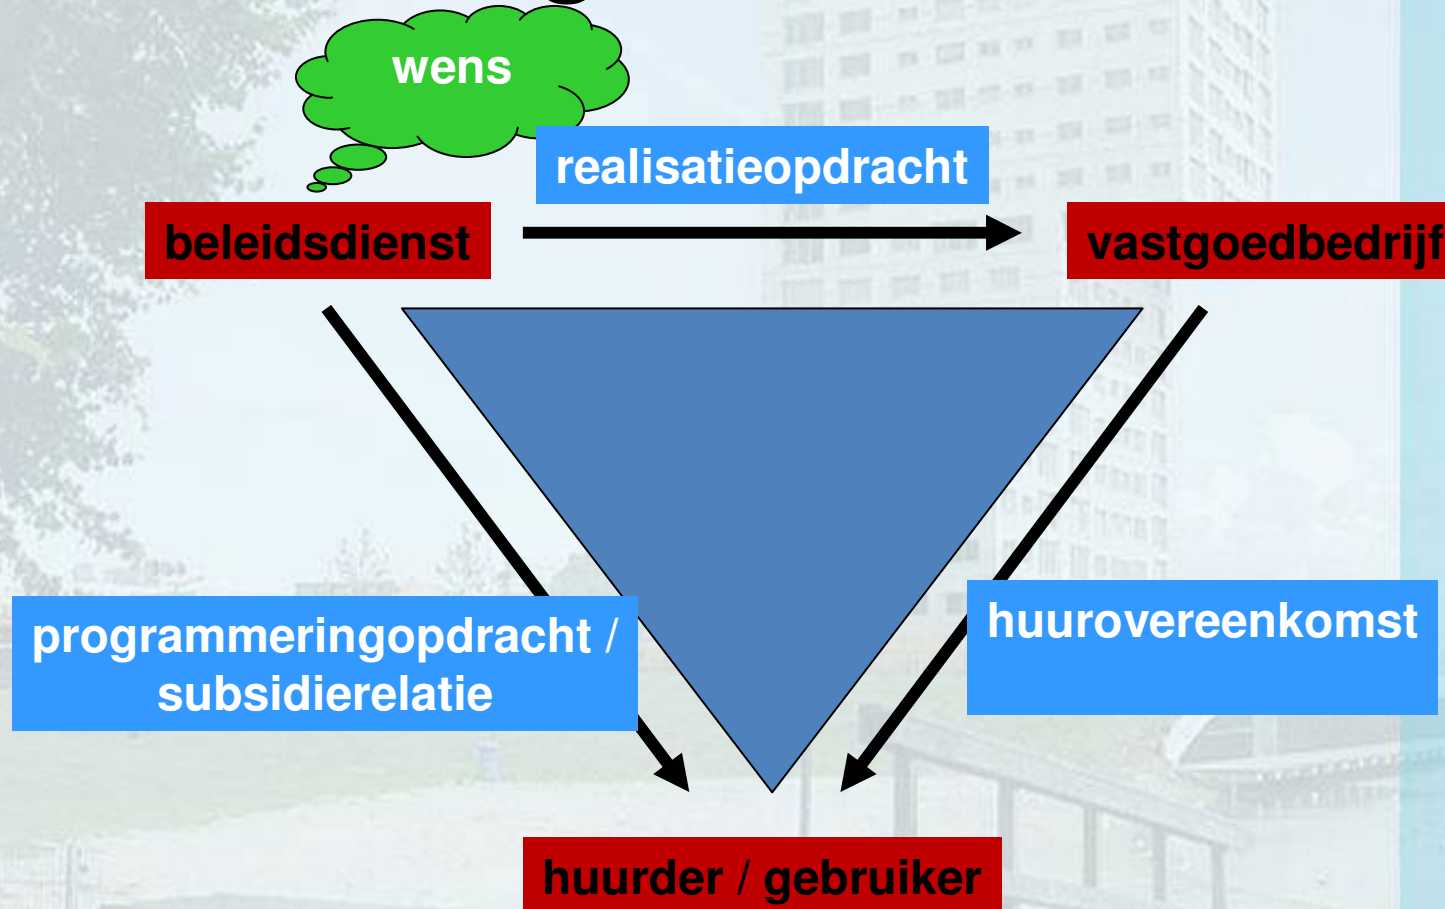 wens
realisatieopdracht
beleidsdienst
vastgoedbedrijf
programmeringopdracht /
subsidierelatie
huurovereenkomst
huurder / gebruiker